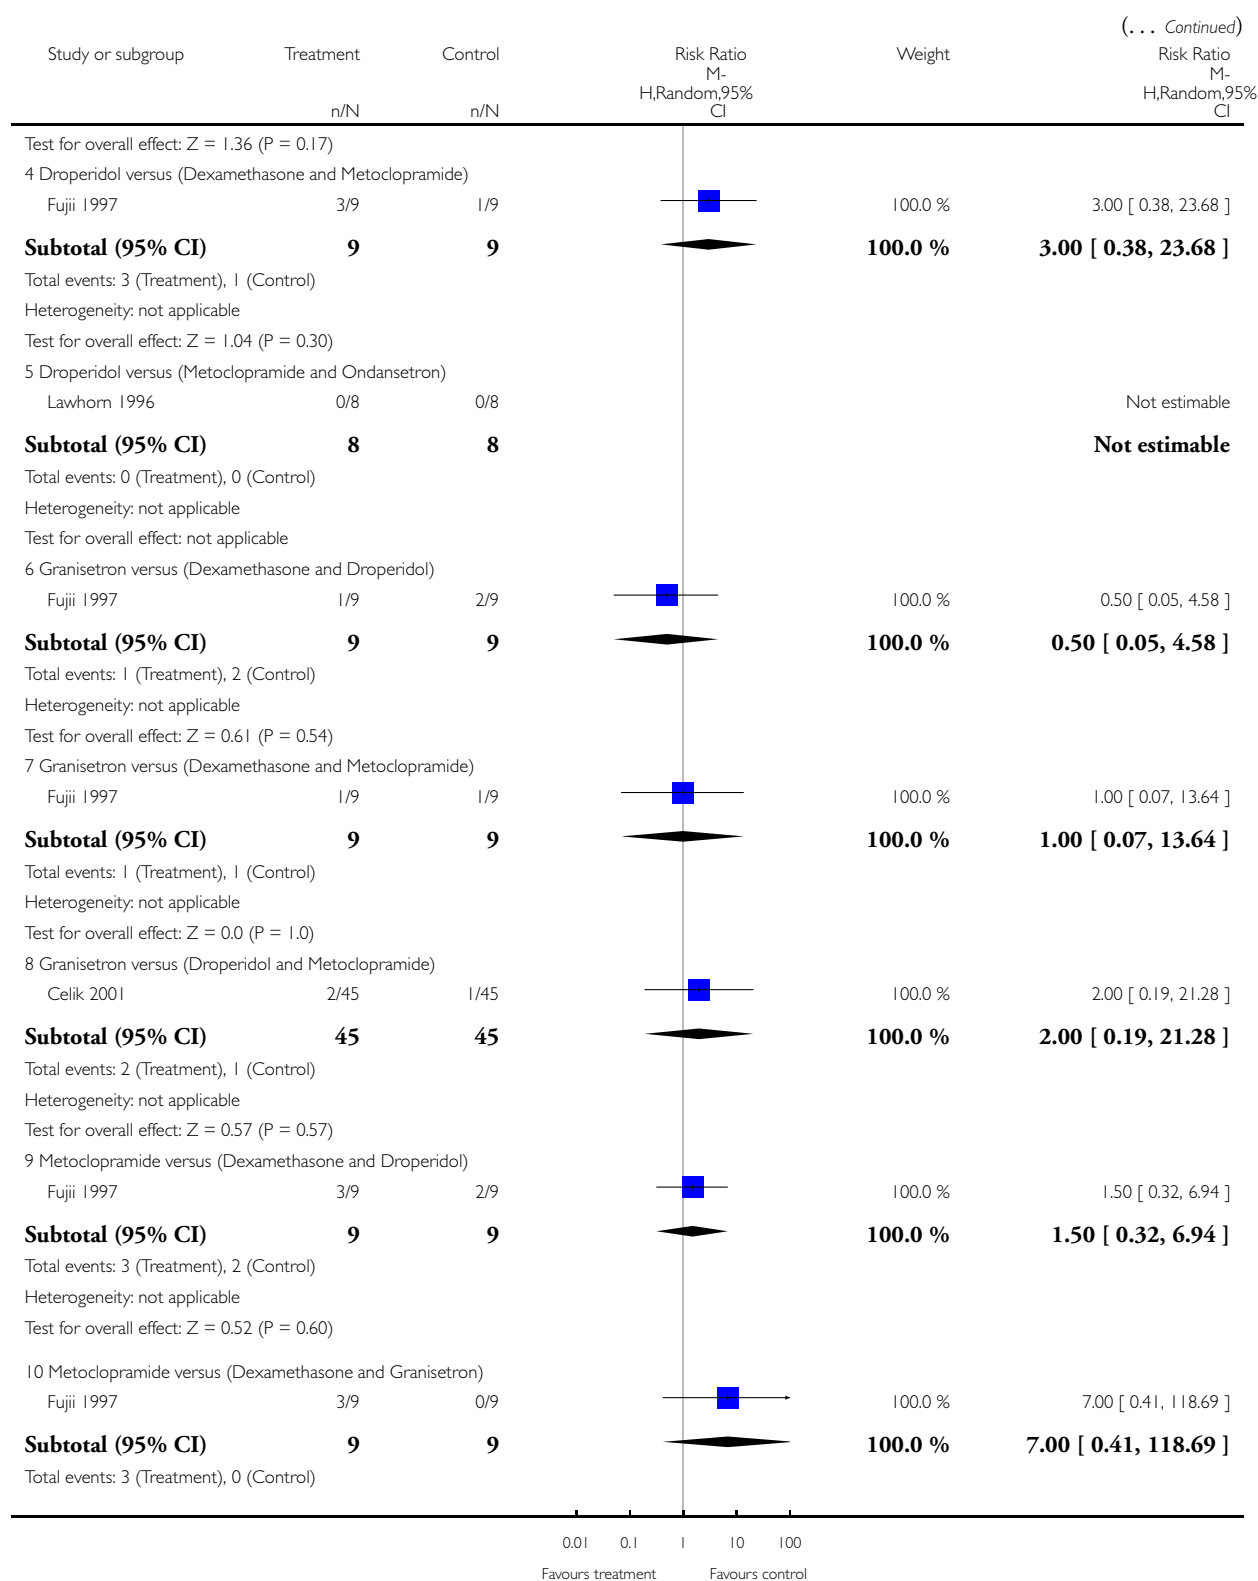 (... Continued)
Study or subgroup Treatment Control Risk Ratio Weight Risk Ratio
M- M-
H,Random,95% H,Random,95%
n/N n/N CI CI
Test for overall effect: Z = 1.36 (P = 0.17)
4 Droperidol versus (Dexamethasone and Metoclopramide)
Fujii 1997 3/9 1/9 100.0 % 3.00 [ 0.38, 23.68 ]
Subtotal (95% CI) 9 9 100.0 % 3.00 [ 0.38, 23.68 ]
Total events: 3 (Treatment), 1 (Control)
Heterogeneity: not applicable
Test for overall effect: Z = 1.04 (P = 0.30)
5 Droperidol versus (Metoclopramide and Ondansetron)
Lawhorn 1996 0/8 0/8 Not estimable
Subtotal (95% CI) 8 8 Not estimable
Total events: 0 (Treatment), 0 (Control)
Heterogeneity: not applicable
Test for overall effect: not applicable
6 Granisetron versus (Dexamethasone and Droperidol)
Fujii 1997 1/9 2/9 100.0 % 0.50 [ 0.05, 4.58 ]
Subtotal (95% CI) 9 9 100.0 % 0.50 [ 0.05, 4.58 ]
Total events: 1 (Treatment), 2 (Control)
Heterogeneity: not applicable
Test for overall effect: Z = 0.61 (P = 0.54)
7 Granisetron versus (Dexamethasone and Metoclopramide)
Fujii 1997 1/9 1/9 100.0 % 1.00 [ 0.07, 13.64 ]
Subtotal (95% CI) 9 9 100.0 % 1.00 [ 0.07, 13.64 ]
Total events: 1 (Treatment), 1 (Control)
Heterogeneity: not applicable
Test for overall effect: Z = 0.0 (P = 1.0)
8 Granisetron versus (Droperidol and Metoclopramide)
Celik 2001 2/45 1/45 100.0 % 2.00 [ 0.19, 21.28 ]
Subtotal (95% CI) 45 45 100.0 % 2.00 [ 0.19, 21.28 ]
Total events: 2 (Treatment), 1 (Control)
Heterogeneity: not applicable
Test for overall effect: Z = 0.57 (P = 0.57)
9 Metoclopramide versus (Dexamethasone and Droperidol)
Fujii 1997 3/9 2/9 100.0 % 1.50 [ 0.32, 6.94 ]
Subtotal (95% CI) 9 9 100.0 % 1.50 [ 0.32, 6.94 ]
Total events: 3 (Treatment), 2 (Control)
Heterogeneity: not applicable
Test for overall effect: Z = 0.52 (P = 0.60)
10 Metoclopramide versus (Dexamethasone and Granisetron)
Fujii 1997 3/9 0/9 100.0 % 7.00 [ 0.41, 118.69 ]
Subtotal (95% CI) 9 9 100.0 % 7.00 [ 0.41, 118.69 ]
Total events: 3 (Treatment), 0 (Control)
0.01 0.1 1 10 100
Favours treatment Favours control